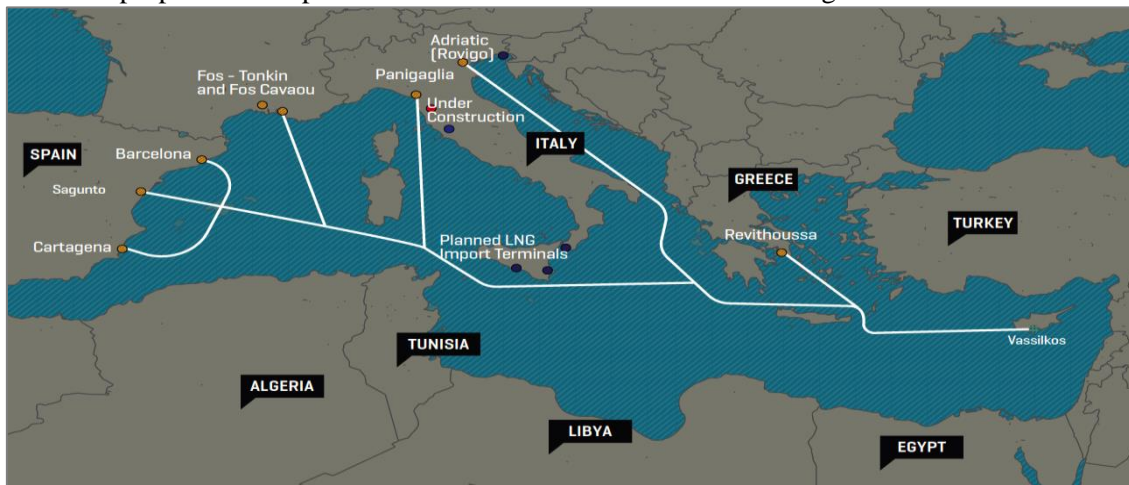 Adriatic
(Rovigo)
Fos - Tonkin
and Fos Cavaou
Panigaglia
Under
Construction
SPAIN
Barcelona
ITALY
Sagunto
GREECE
TURKEY
Cartagena
Planned LNG
Import Terminals
Revithoussa
TUNISIA
Vassilkos
ALGERIA
LIBYA
EGYPT